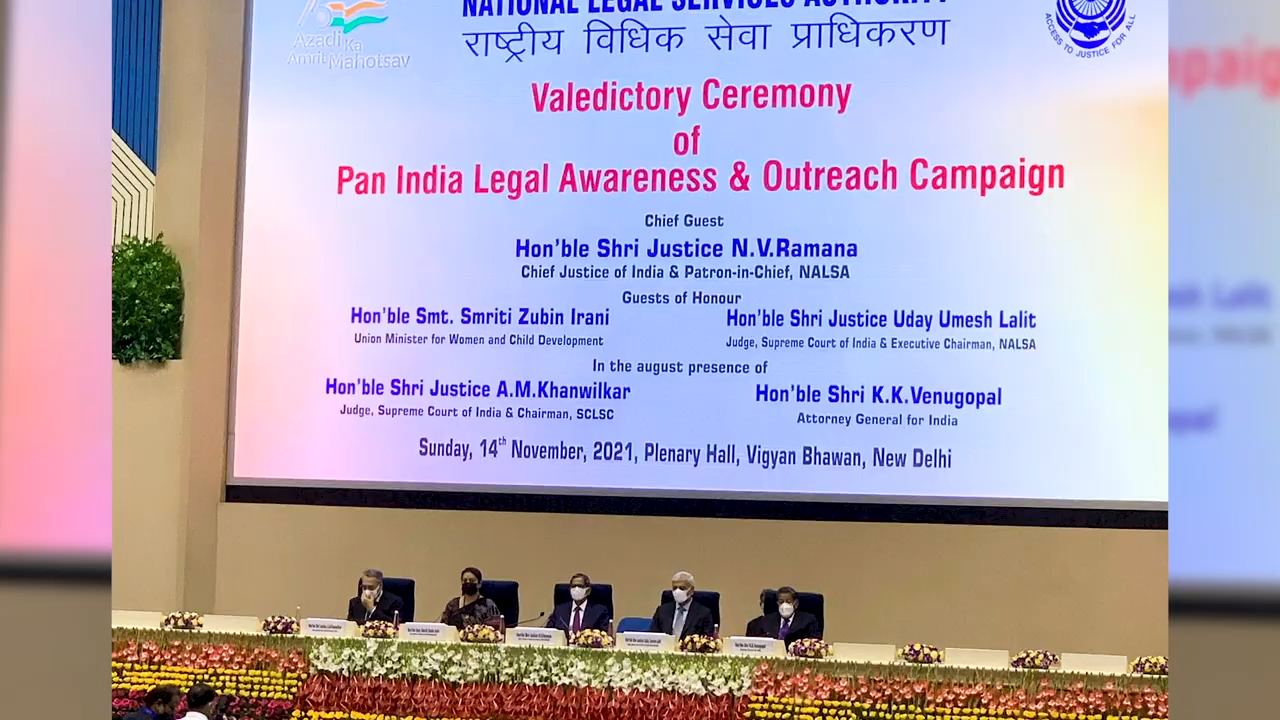 NATIONAL LEGAL SERVICES AUTHORITY
राष्ट्रीय विधिक सेवा प्राधिकरण
75
Azadi Ka
Amrit Mahotsav
ACCESS TO JUSTICE FOR ALL
Valedictory Ceremony
of
Pan India Legal Awareness & Outreach Campaign
Chief Guest
Hon'ble Shri Justice N.V.Ramana
Chief Justice of India & Patron-in-Chief, NALSA
Guests of Honour
Hon'ble Smt. Smriti Zubin Irani
Union Minister for Women and Child Development
Hon'ble Shri Justice Uday Umesh Lalit
Judge, Supreme Court of India & Executive Chairman, NALSA
In the august presence of
Hon'ble Shri Justice A.M.Khanwilkar
Judge, Supreme Court of India & Chairman, SCLSC
Hon'ble Shri K.K.Venugopal
Attorney General for India
Sunday, 14th November, 2021, Plenary Hall, Vigyan Bhawan, New Delhi